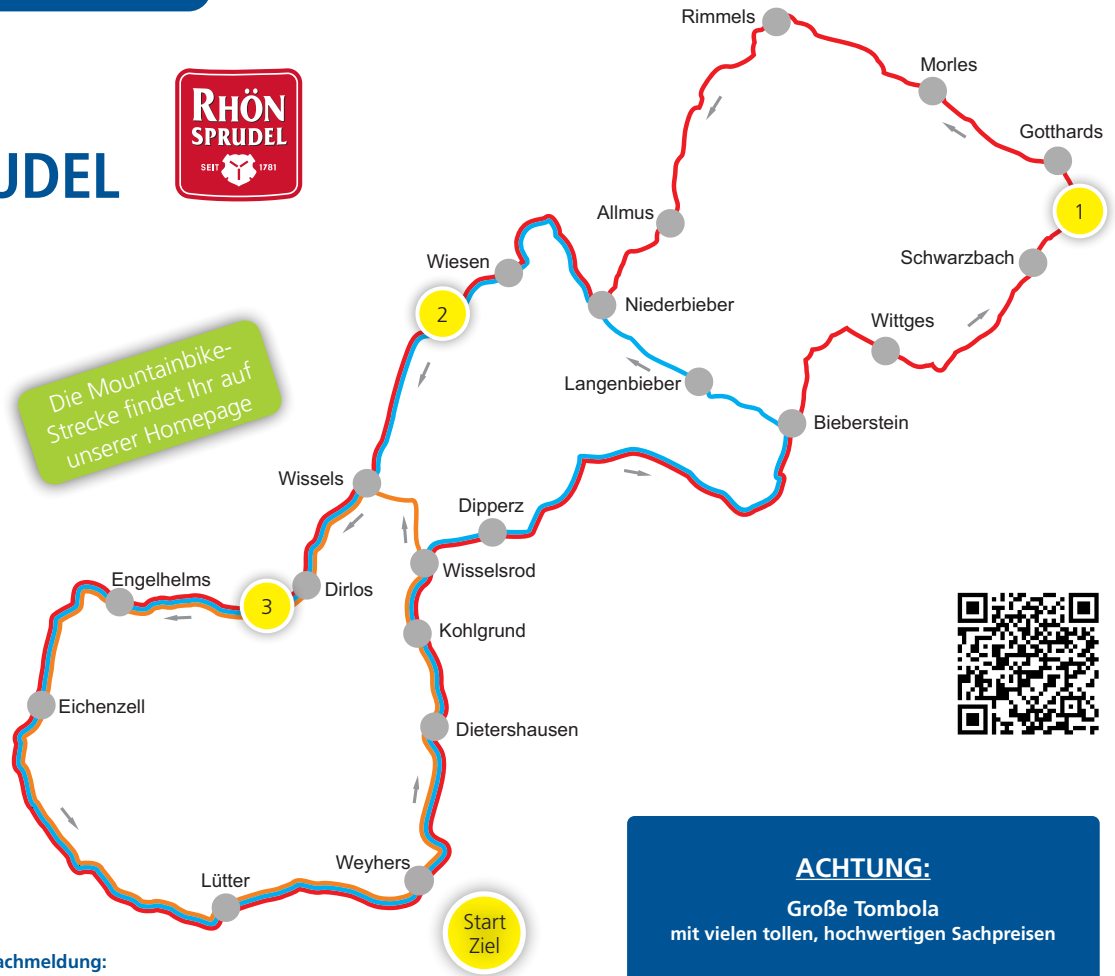 Rimmels
Morles
Gotthards
RHÖN
SPRUDEL
SEIT 1781
UDEL
1
Allmus
Schwarzbach
Wiesen
Niederbieber
2
Wittges
Die Mountainbike-
Strecke findet Ihr auf
unserer Homepage
Langenbieber
Bieberstein
Wissels
Dipperz
Wisselsrod
Engelhelms
Dirlos
3
Kohlgrund
Eichenzell
Dietershausen
Weyhers
Lütter
Start
Ziel
ACHTUNG:
Große Tombola
mit vielen tollen, hochwertigen Sachpreisen
achmeldung: